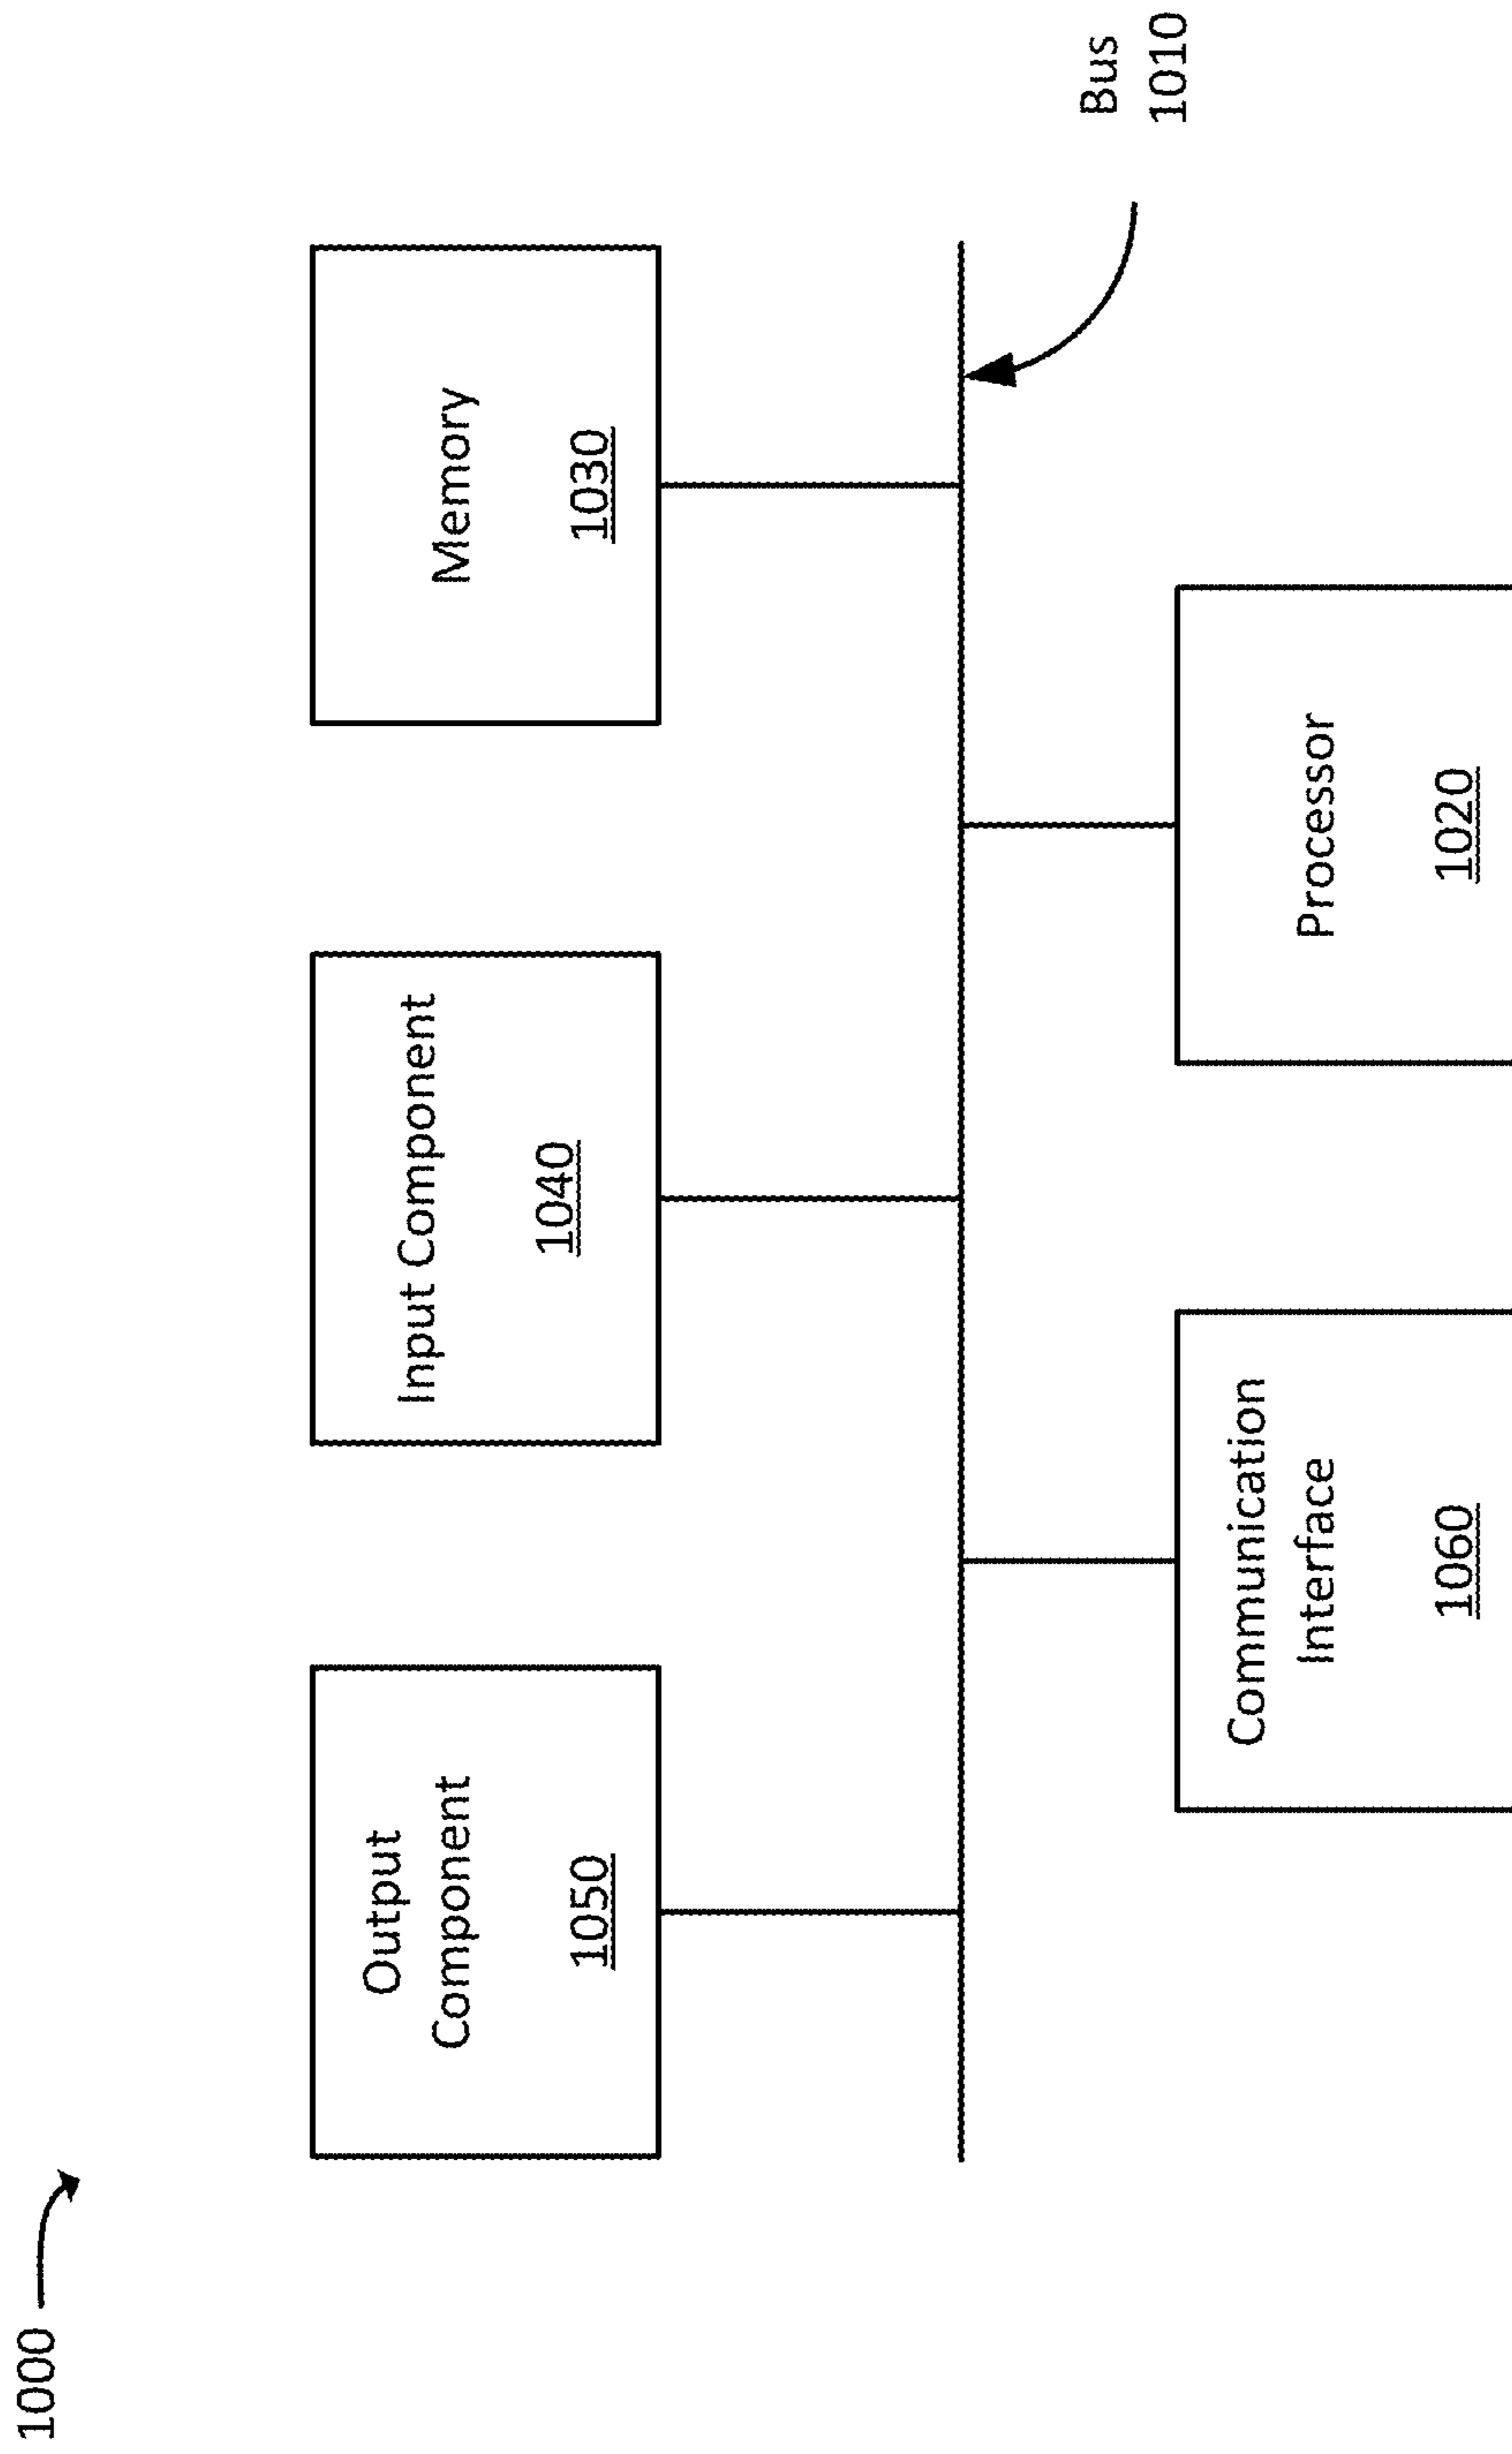 1000
Output
Component
1050
Input Component
1040
Memory
1030
Bus
1010
Communication
Interface
1060
Processor
1020